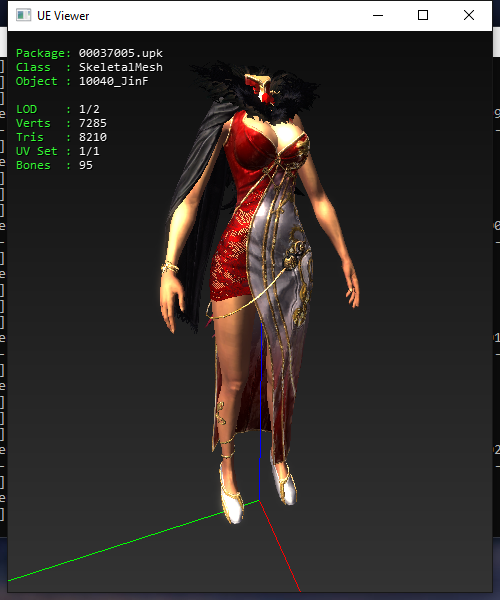 UE Viewer
Package: 00037005.upk
Class : SkeletalMesh
Object : 10040_JinF
LOD : 1/2
Verts : 7285
Tris : 8210
UV Set : 1/1
Bones : 95